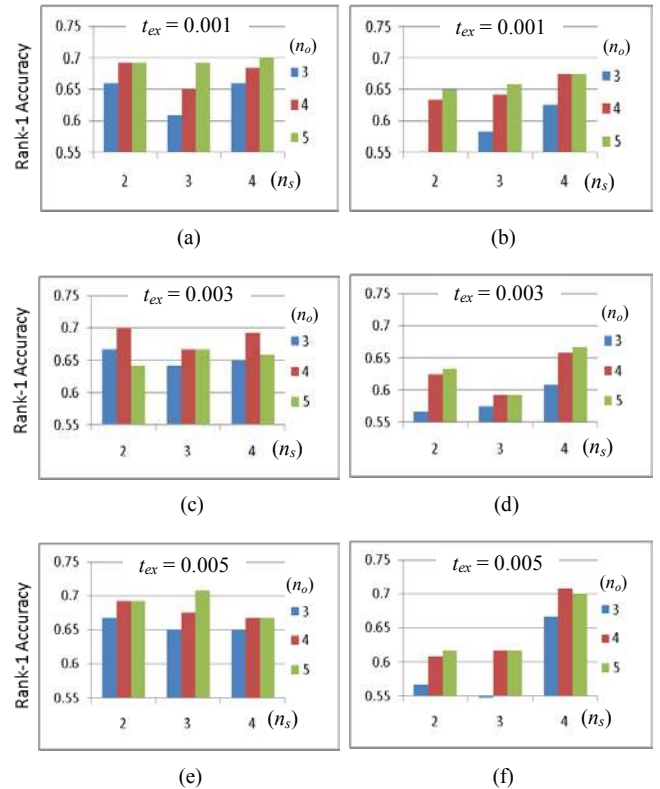 t_ex = 0.001
(n_o)
Rank-1 Accuracy
0.75
0.7
0.65
0.6
0.55
3
4
5
2 3 4 (n_s)
(a)
t_ex = 0.001
(n_o)
0.75
0.7
0.65
0.6
0.55
3
4
5
2 3 4 (n_s)
(b)
t_ex = 0.003
(n_o)
Rank-1 Accuracy
0.75
0.7
0.65
0.6
0.55
3
4
5
2 3 4 (n_s)
(c)
t_ex = 0.003
(n_o)
0.75
0.7
0.65
0.6
0.55
3
4
5
2 3 4 (n_s)
(d)
t_ex = 0.005
(n_o)
Rank-1 Accuracy
0.75
0.7
0.65
0.6
0.55
3
4
5
2 3 4 (n_s)
(e)
t_ex = 0.005
(n_o)
0.75
0.7
0.65
0.6
0.55
3
4
5
2 3 4 (n_s)
(f)